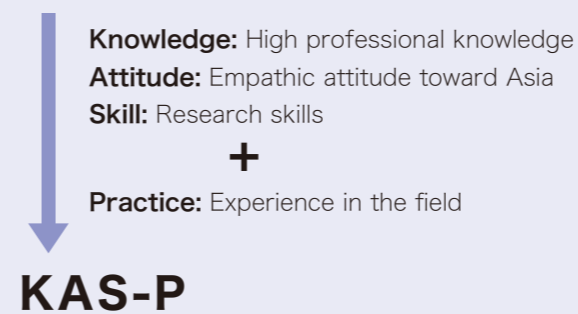 Knowledge: High professional knowledge
Attitude: Empathic attitude toward Asia
Skill: Research skills
+
Practice: Experience in the field
KAS-P